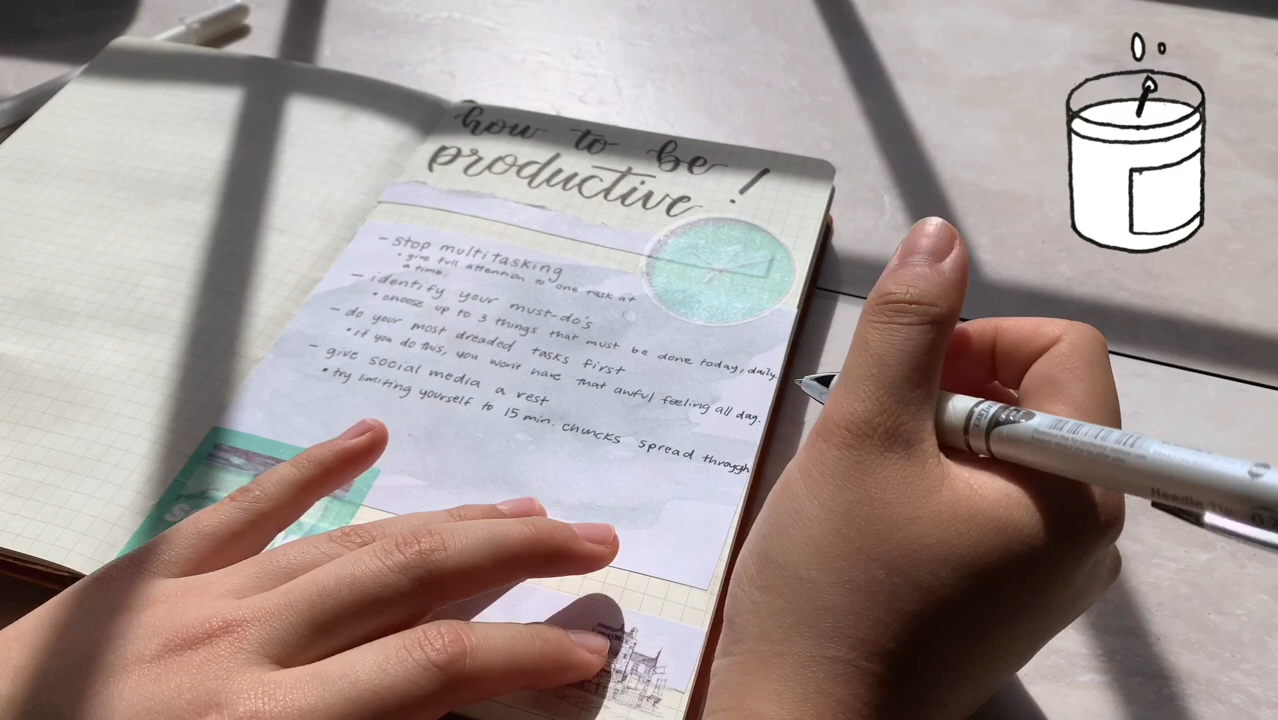 how to be
productive!
- stop multitasking
• give full attention to one task at
a time.
- identify your must-do's
• choose up to 3 things that must be done today, daily
- do your most dreaded tasks first
• if you do this, you won't have that awful feeling all day.
- give social media a rest
• try limiting yourself to 15 min. chuncks spread throygh
Needle Tip